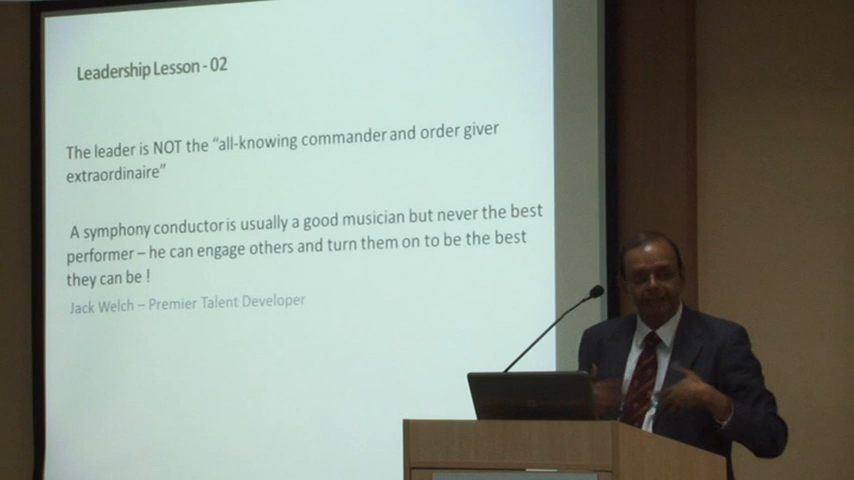 Leadership Lesson - 02
The leader is NOT the “all-knowing commander and order giver
extraordinaire”
A symphony conductor is usually a good musician but never the best
performer – he can engage others and turn them on to be the best
they can be !
Jack Welch – Premier Talent Developer